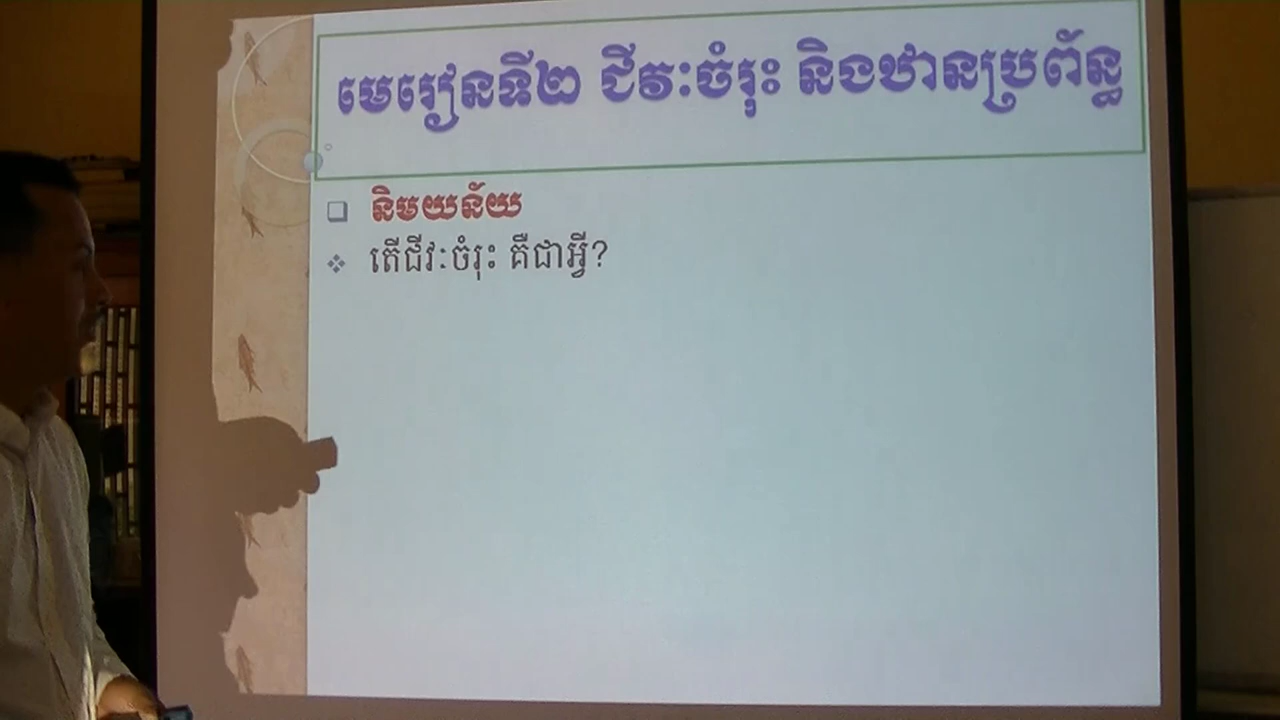 មេរៀនទី២ ជីវៈចំរុះ និងឋានប្រព័ន្ធ
និមយន័យ
តើជីវៈចំរុះ គឺជាអ្វី?